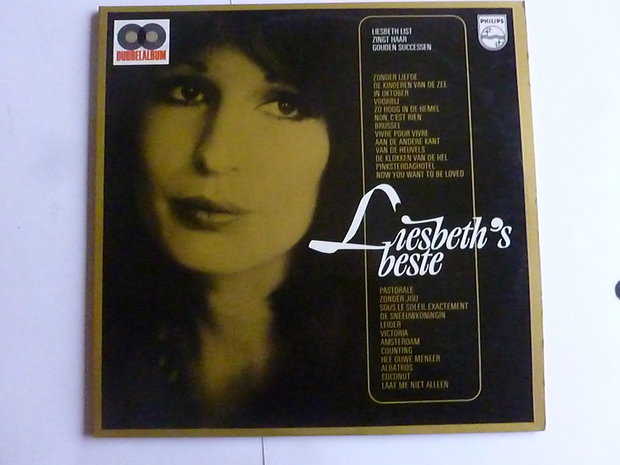 DUBBELALBUM
LIESBETH LIST
ZINGT HAAR
GOUDEN SUCCESSEN
PHILIPS
ZONDER LIEFDE
DE KINDEREN VAN DE ZEE
IN OKTOBER
VOORBIJ
ZO HOOG IN DE HEMEL
NON, C'EST RIEN
BRUSSEL
VIVRE POUR VIVRE
AAN DE ANDERE KANT
VAN DE HEUVELS
DE KLOKKEN VAN DE HEL
PINKSTERDAGHOTEL
NOW YOU WANT TO BE LOVED
Liesbeth's
beste
PASTORALE
ZONDER JOU
SOUS LE SOLEIL EXACTEMENT
DE SNEEUWKONINGIN
LEIDER
VICTORIA
AMSTERDAM
COUNTING
HEE OUWE MENEER
ALBATROS
COCONUT
LAAT ME NIET ALLEEN